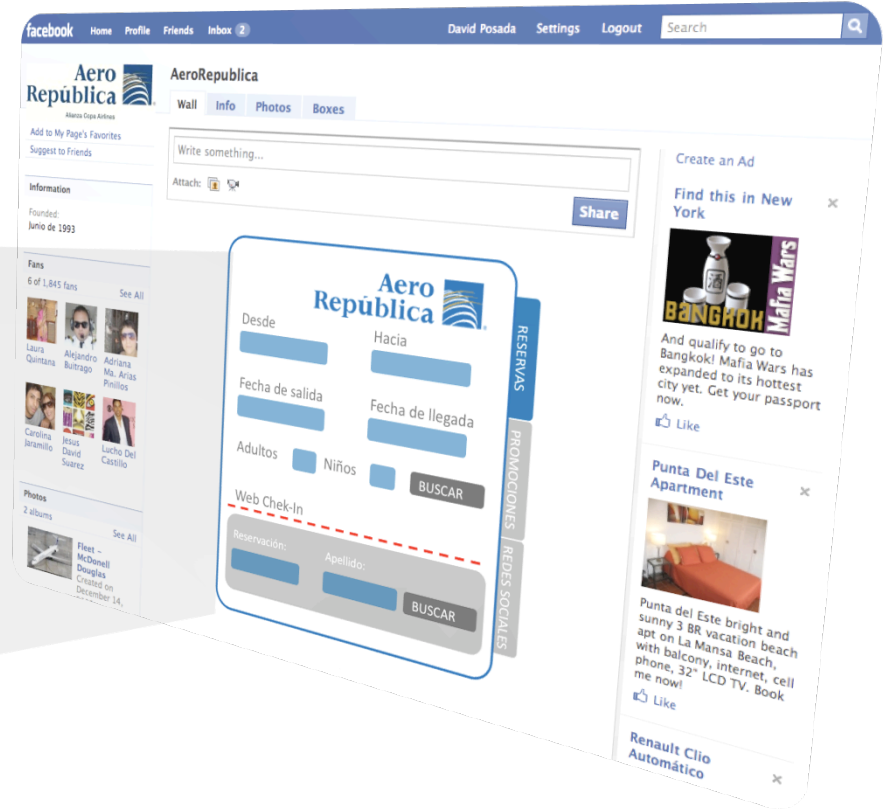 facebook Home Profile Friends Inbox 2 David Posada Settings Logout Search
Aero
República
Alianza Copa Airlines
Add to My Page's Favorites
Suggest to Friends
Information
Founded:
Junio de 1993
Fans
6 of 1,845 fans See All
Laura
Quintana
Alejandro
Buitrago
Adriana
Ma. Arias
Pinillos
Carolina
Jaramillo
Jesus
David
Suarez
Lucho Del
Castillo
Photos
2 albums See All
Fleet –
McDonell
Douglas
Created on
December 14,
AeroRepublica
Wall Info Photos Boxes
Write something...
Attach:
Share
Aero
República
Desde Hacia
Fecha de salida Fecha de llegada
Adultos Niños BUSCAR
Web Chek-In
Reservación: Apellido:
BUSCAR
RESERVAS
PROMOCIONES
REDES SOCIALES
Create an Ad
Find this in New
York
BANGKOK
Mafia Wars
And qualify to go to
Bangkok! Mafia Wars has
expanded to its hottest
city yet. Get your passport
now.
Like
Punta Del Este
Apartment
Punta del Este bright and
sunny 3 BR vacation beach
apt on La Mansa Beach,
with balcony, internet, cell
phone, 32" LCD TV. Book
me now!
Like
Renault Clio
Automático